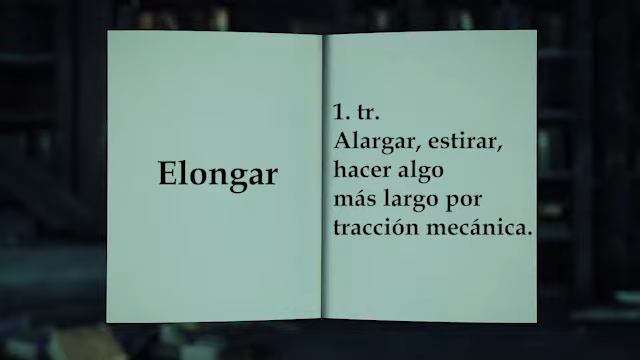 Elongar
1. tr.
Alargar, estirar,
hacer algo
más largo por
tracción mecánica.